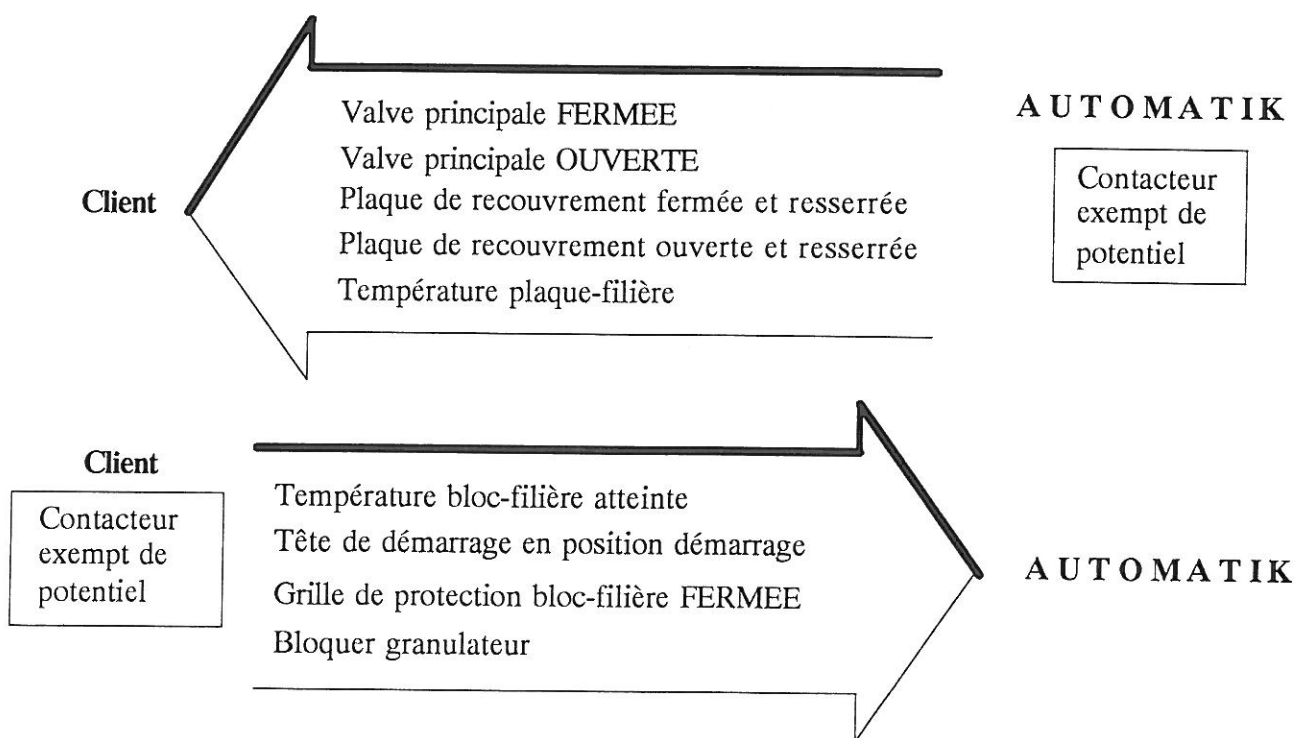 Valve principale FERMEE
Valve principale OUVERTE
Plaque de recouvrement fermée et resserrée
Plaque de recouvrement ouverte et resserrée
Température plaque-filière
Client
AUTOMATIK
Contacteur
exempt de
potentiel
Client
Contacteur
exempt de
potentiel
Température bloc-filière atteinte
Tête de démarrage en position démarrage
Grille de protection bloc-filière FERMEE
Bloquer granulateur
AUTOMATIK